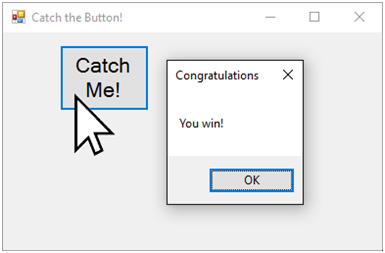 Catch the Button!
Catch
Me!
Congratulations
You win!
OK